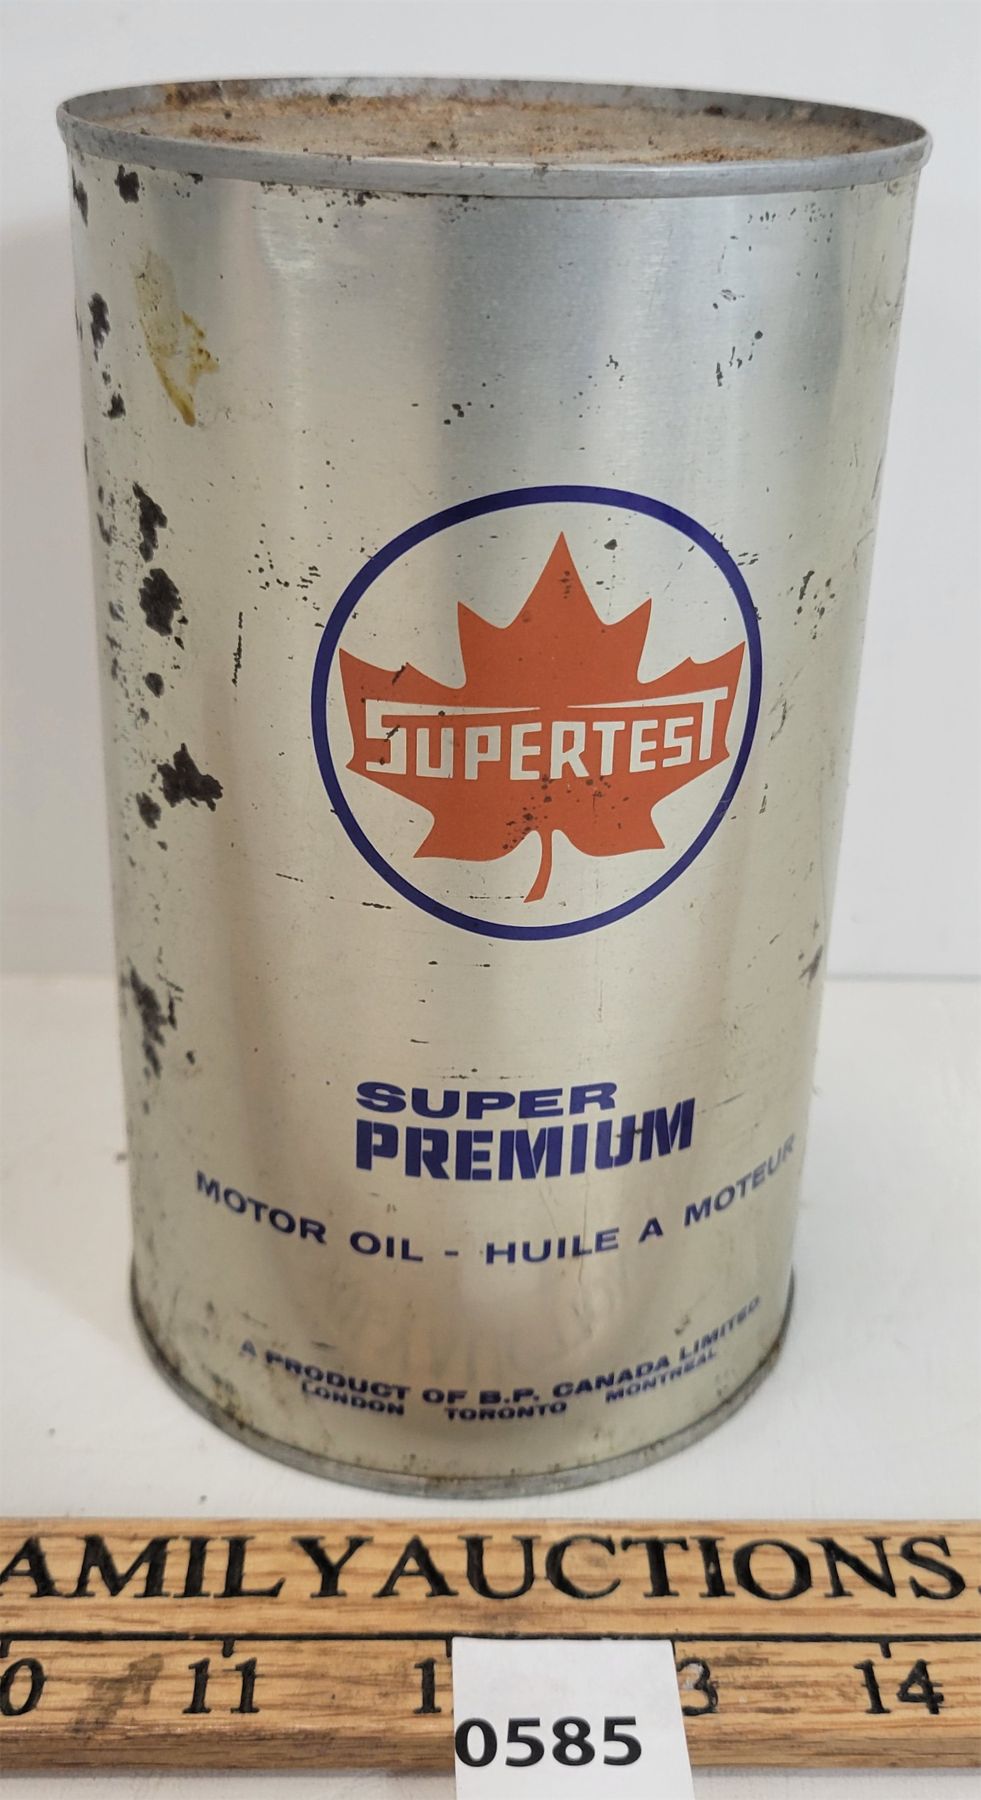 SUPERTEST
SUPER
PREMIUM
MOTOR OIL - HUILE A MOTEUR
A PRODUCT OF B.P. CANADA LIMITED
LONDON TORONTO MONTREAL
AMILYAUCTIONS.
0 11 1 3 14
0585